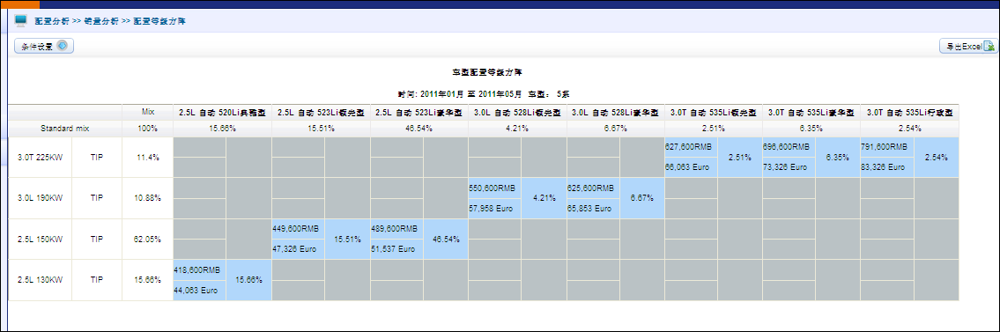 配置分析 >> 销量分析 >> 配置等级方阵
条件设置
导出Excel
车型配置等级方阵
时间: 2011年01月 至 2011年05月 车型： 5系
Mix 2.5L 自动 520Li典雅型 2.5L 自动 523Li领先型 2.5L 自动 523Li豪华型 3.0L 自动 528Li领先型 3.0L 自动 528Li豪华型 3.0T 自动 535Li领先型 3.0T 自动 535Li豪华型 3.0T 自动 535Li行政型
Standard mix 100% 15.66% 15.51% 46.54% 4.21% 6.67% 2.51% 6.35% 2.54%
627,600RMB 696,600RMB 791,600RMB
3.0T 225KW TIP 11.4% 2.51% 6.35% 2.54%
66,063 Euro 73,326 Euro 83,326 Euro
550,600RMB 625,600RMB
3.0L 190KW TIP 10.88% 4.21% 6.67%
57,958 Euro 65,853 Euro
449,600RMB 489,600RMB
2.5L 150KW TIP 62.05% 15.51% 46.54%
47,326 Euro 51,537 Euro
418,600RMB
2.5L 130KW TIP 15.66% 15.66%
44,063 Euro